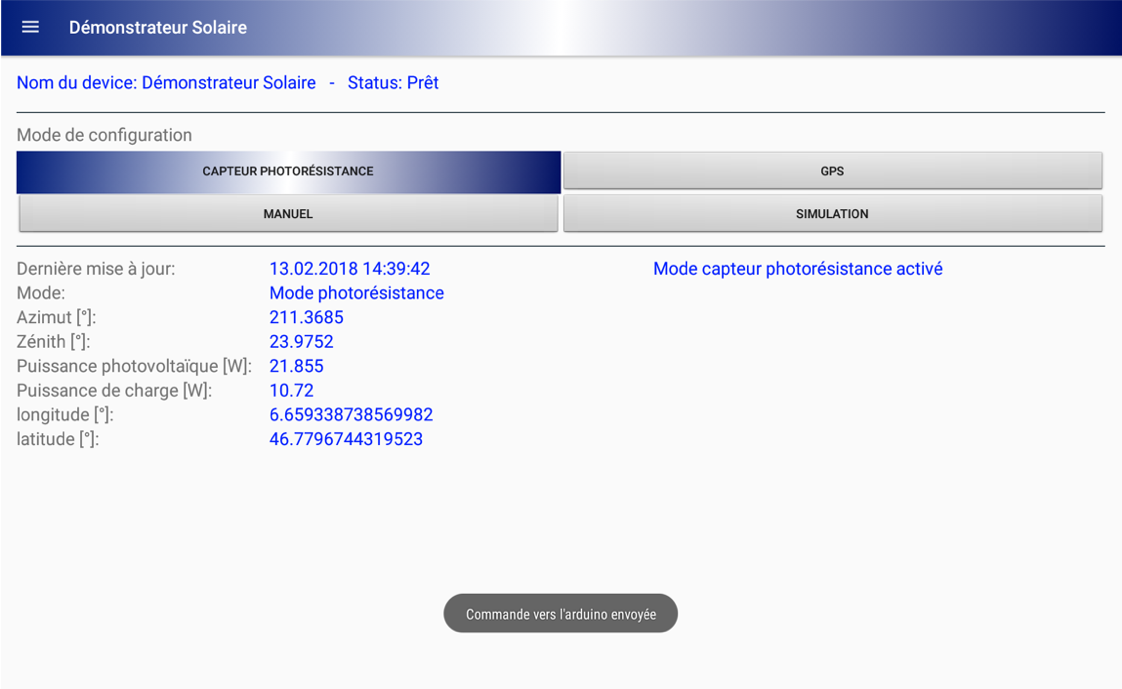 Démonstrateur Solaire
Nom du device: Démonstrateur Solaire - Status: Prêt
Mode de configuration
CAPTEUR PHOTORÉSISTANCE GPS
MANUEL SIMULATION
Dernière mise à jour: 13.02.2018 14:39:42 Mode capteur photorésistance activé
Mode: Mode photorésistance
Azimut [°]: 211.3685
Zénith [°]: 23.9752
Puissance photovoltaïque [W]: 21.855
Puissance de charge [W]: 10.72
longitude [°]: 6.659338738569982
latitude [°]: 46.7796744319523
Commande vers l'arduino envoyée